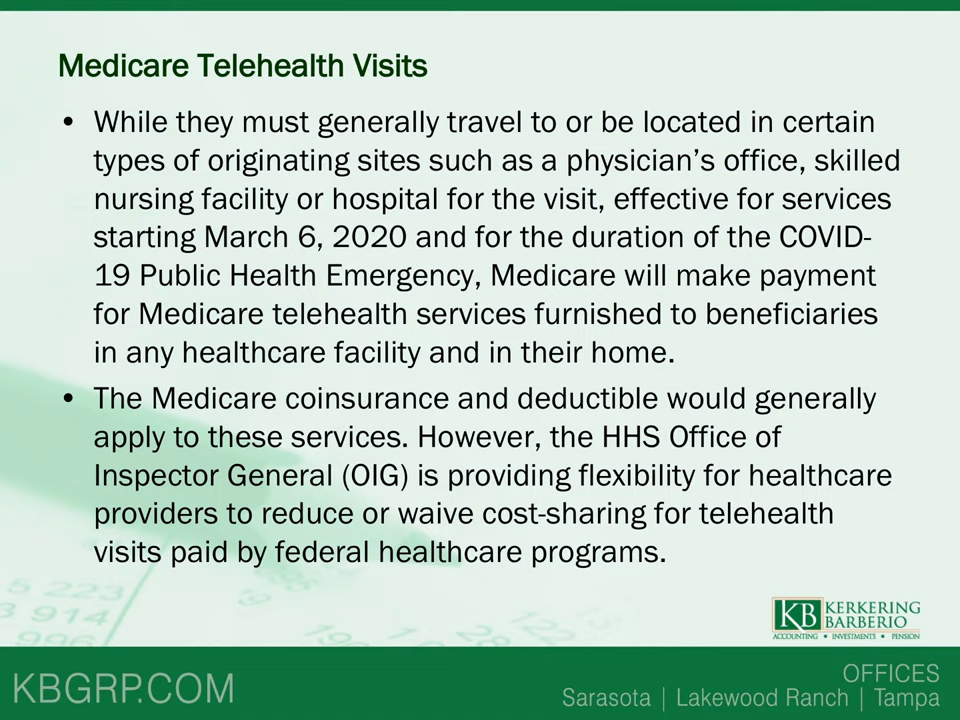 Medicare Telehealth Visits
• While they must generally travel to or be located in certain
types of originating sites such as a physician's office, skilled
nursing facility or hospital for the visit, effective for services
starting March 6, 2020 and for the duration of the COVID-
19 Public Health Emergency, Medicare will make payment
for Medicare telehealth services furnished to beneficiaries
in any healthcare facility and in their home.
• The Medicare coinsurance and deductible would generally
apply to these services. However, the HHS Office of
Inspector General (OIG) is providing flexibility for healthcare
providers to reduce or waive cost-sharing for telehealth
visits paid by federal healthcare programs.
5 223
3 914
996
KB KERKERING
BARBERIO
ACCOUNTING • INVESTMENTS • PENSION
KBGRP.COM
OFFICES
Sarasota | Lakewood Ranch | Tampa